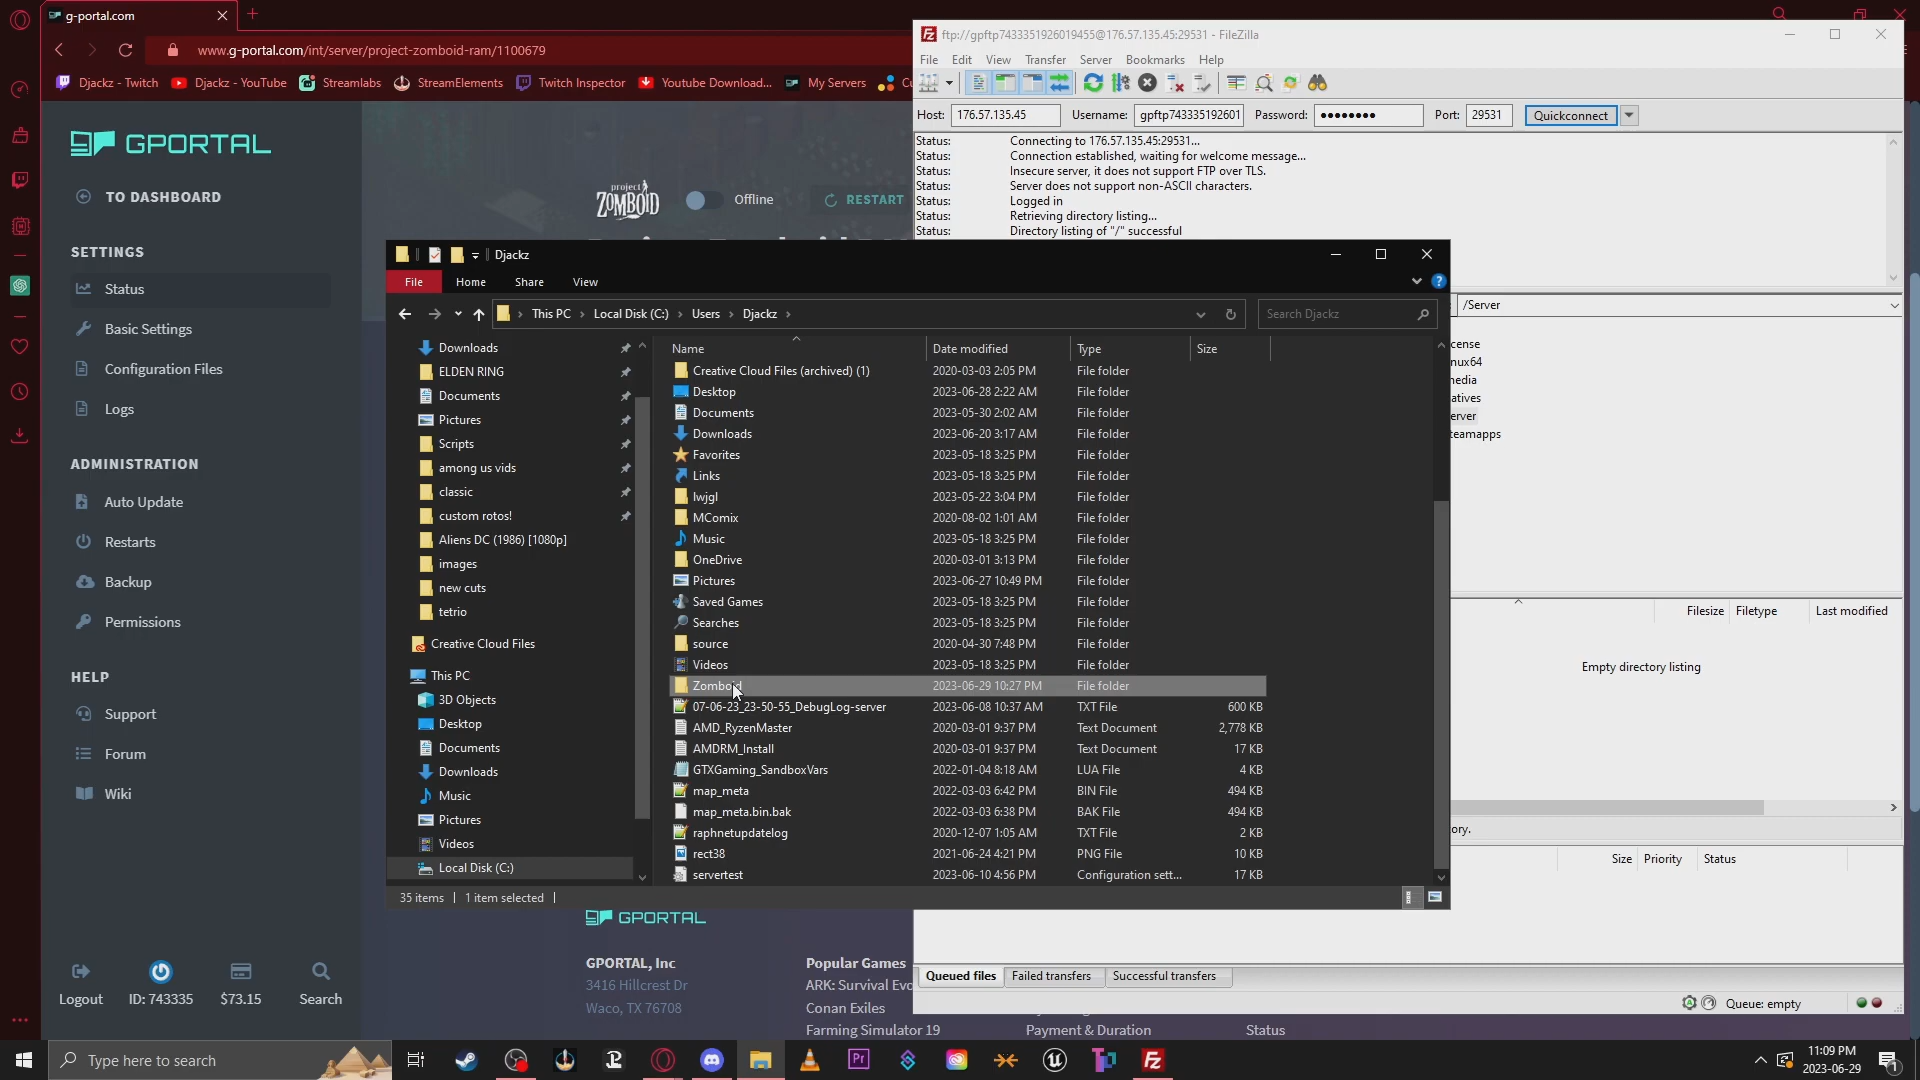 g-portal.com
www.g-portal.com/int/server/project-zomboid-ram/1100679
Djackz - Twitch
Djackz - YouTube
Streamlabs
StreamElements
Twitch Inspector
Youtube Download...
My Servers
GPORTAL
TO DASHBOARD
SETTINGS
Status
Basic Settings
Configuration Files
Logs
ADMINISTRATION
Auto Update
Restarts
Backup
Permissions
HELP
Support
Forum
Wiki
Logout
ID: 743335
$73.15
Search
project ZOMBOID
Offline
RESTART
ftp://gpftp7433351926019455@176.57.135.45:29531 - FileZilla
File Edit View Transfer Server Bookmarks Help
Host: 176.57.135.45 Username: gpftp743335192601 Password: ●●●●●●●● Port: 29531 Quickconnect
Status: Connecting to 176.57.135.45:29531...
Status: Connection established, waiting for welcome message...
Status: Insecure server, it does not support FTP over TLS.
Status: Server does not support non-ASCII characters.
Status: Logged in
Status: Retrieving directory listing...
Status: Directory listing of "/" successful
/Server
cense
nux64
nedia
atives
erver
teamapps
Filesize Filetype Last modified
Empty directory listing
ory.
Size Priority Status
Queued files Failed transfers Successful transfers
Queue: empty
Djackz
File Home Share View
This PC › Local Disk (C:) › Users › Djackz ›
Search Djackz
Downloads
ELDEN RING
Documents
Pictures
Scripts
among us vids
classic
custom rotos!
Aliens DC (1986) [1080p]
images
new cuts
tetrio
Creative Cloud Files
This PC
3D Objects
Desktop
Documents
Downloads
Music
Pictures
Videos
Local Disk (C:)
Name Date modified Type Size
Creative Cloud Files (archived) (1) 2020-03-03 2:05 PM File folder
Desktop 2023-06-28 2:22 AM File folder
Documents 2023-05-30 2:02 AM File folder
Downloads 2023-06-20 3:17 AM File folder
Favorites 2023-05-18 3:25 PM File folder
Links 2023-05-18 3:25 PM File folder
lwjgl 2023-05-22 3:04 PM File folder
MComix 2020-08-02 1:01 AM File folder
Music 2023-05-18 3:25 PM File folder
OneDrive 2020-03-01 3:13 PM File folder
Pictures 2023-06-27 10:49 PM File folder
Saved Games 2023-05-18 3:25 PM File folder
Searches 2023-05-18 3:25 PM File folder
source 2020-04-30 7:48 PM File folder
Videos 2023-05-18 3:25 PM File folder
Zomboid 2023-06-29 10:27 PM File folder
07-06-23_23-50-55_DebugLog-server 2023-06-08 10:37 AM TXT File 600 KB
AMD_RyzenMaster 2020-03-01 9:37 PM Text Document 2,778 KB
AMDRM_Install 2020-03-01 9:37 PM Text Document 17 KB
GTXGaming_SandboxVars 2022-01-04 8:18 AM LUA File 4 KB
map_meta 2022-03-03 6:42 PM BIN File 494 KB
map_meta.bin.bak 2022-03-03 6:38 PM BAK File 494 KB
raphnetupdatelog 2020-12-07 1:05 AM TXT File 2 KB
rect38 2021-06-24 4:21 PM PNG File 10 KB
servertest 2023-06-10 4:56 PM Configuration sett... 17 KB
35 items 1 item selected
GPORTAL
GPORTAL, Inc
3416 Hillcrest Dr
Waco, TX 76708
Popular Games
ARK: Survival Evo
Conan Exiles
Farming Simulator 19
Payment & Duration
Status
Type here to search
11:09 PM
2023-06-29